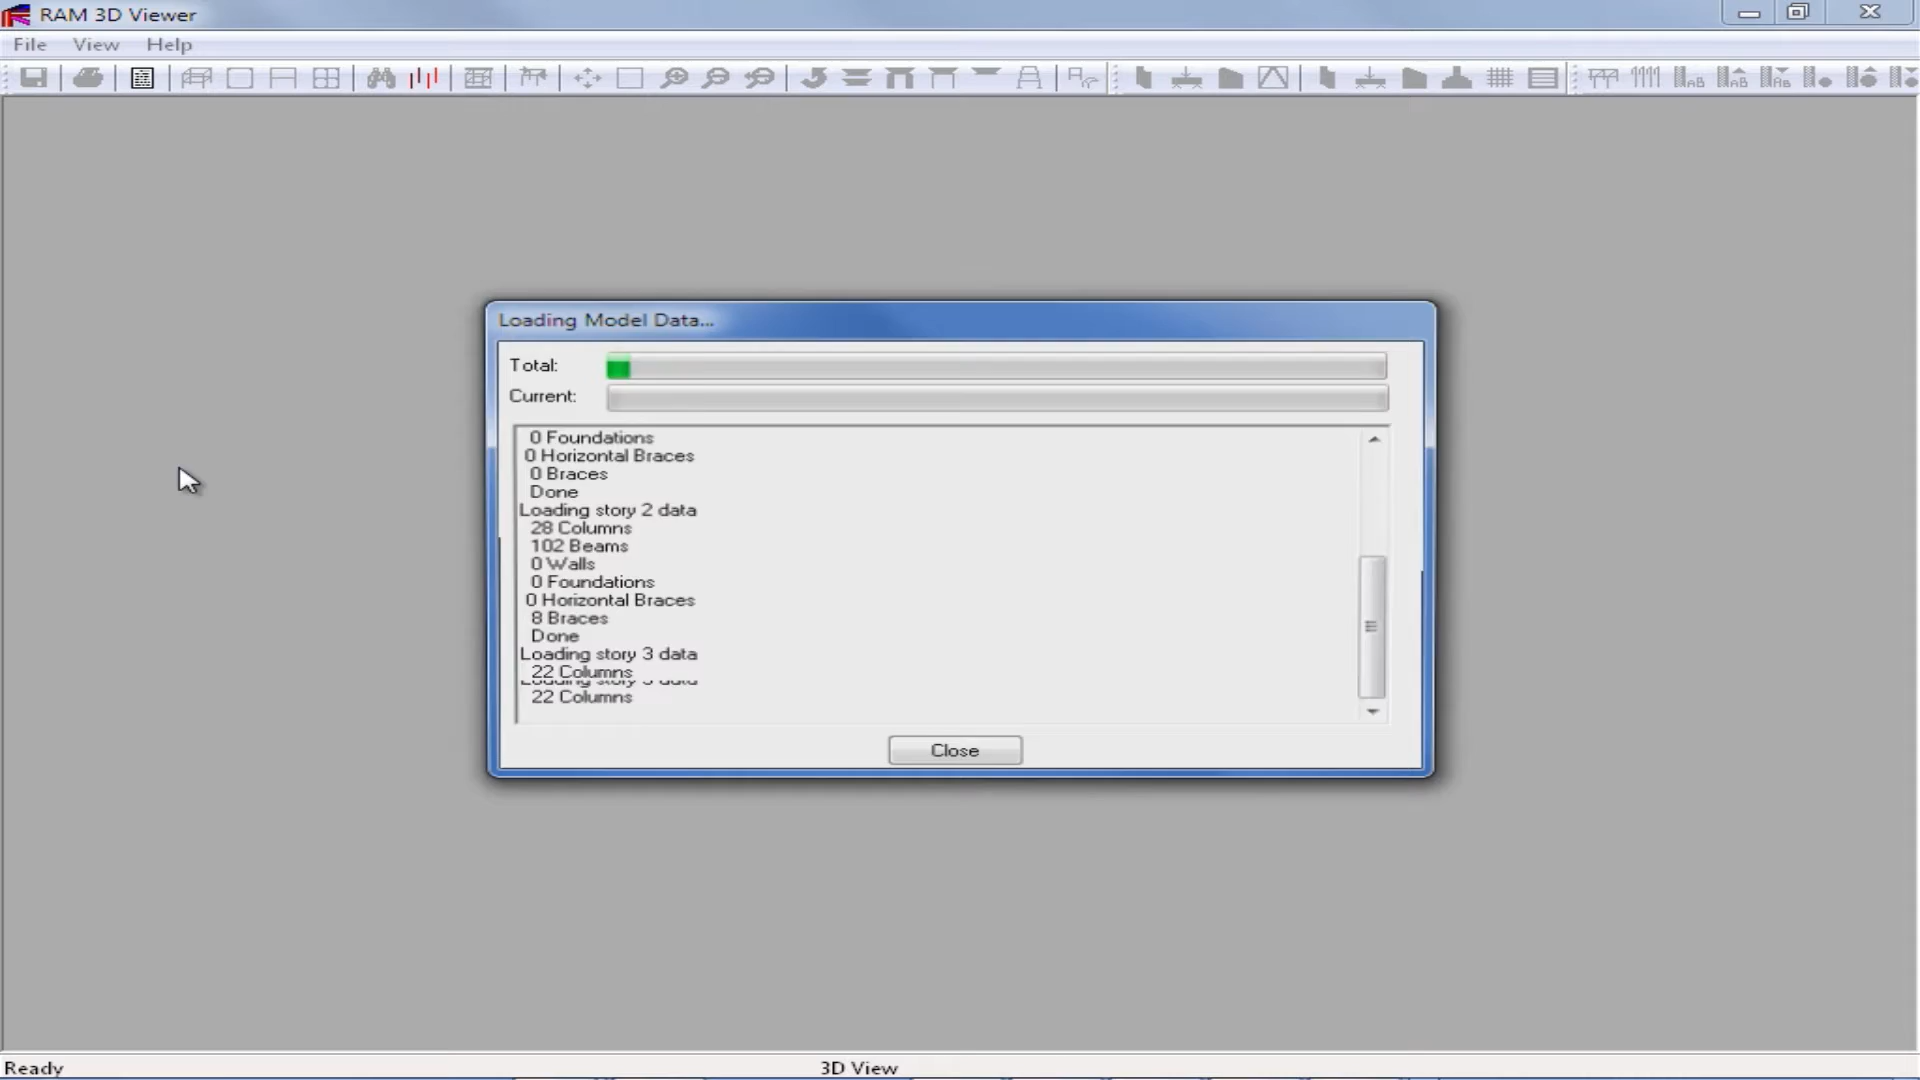 RAM 3D Viewer
File View Help
Loading Model Data...
Total:
Current:
0 Foundations
0 Horizontal Braces
0 Braces
Done
Loading story 2 data
28 Columns
102 Beams
0 Walls
0 Foundations
0 Horizontal Braces
8 Braces
Done
Loading story 3 data
22 Columns
22 Columns
Close
Ready 3D View